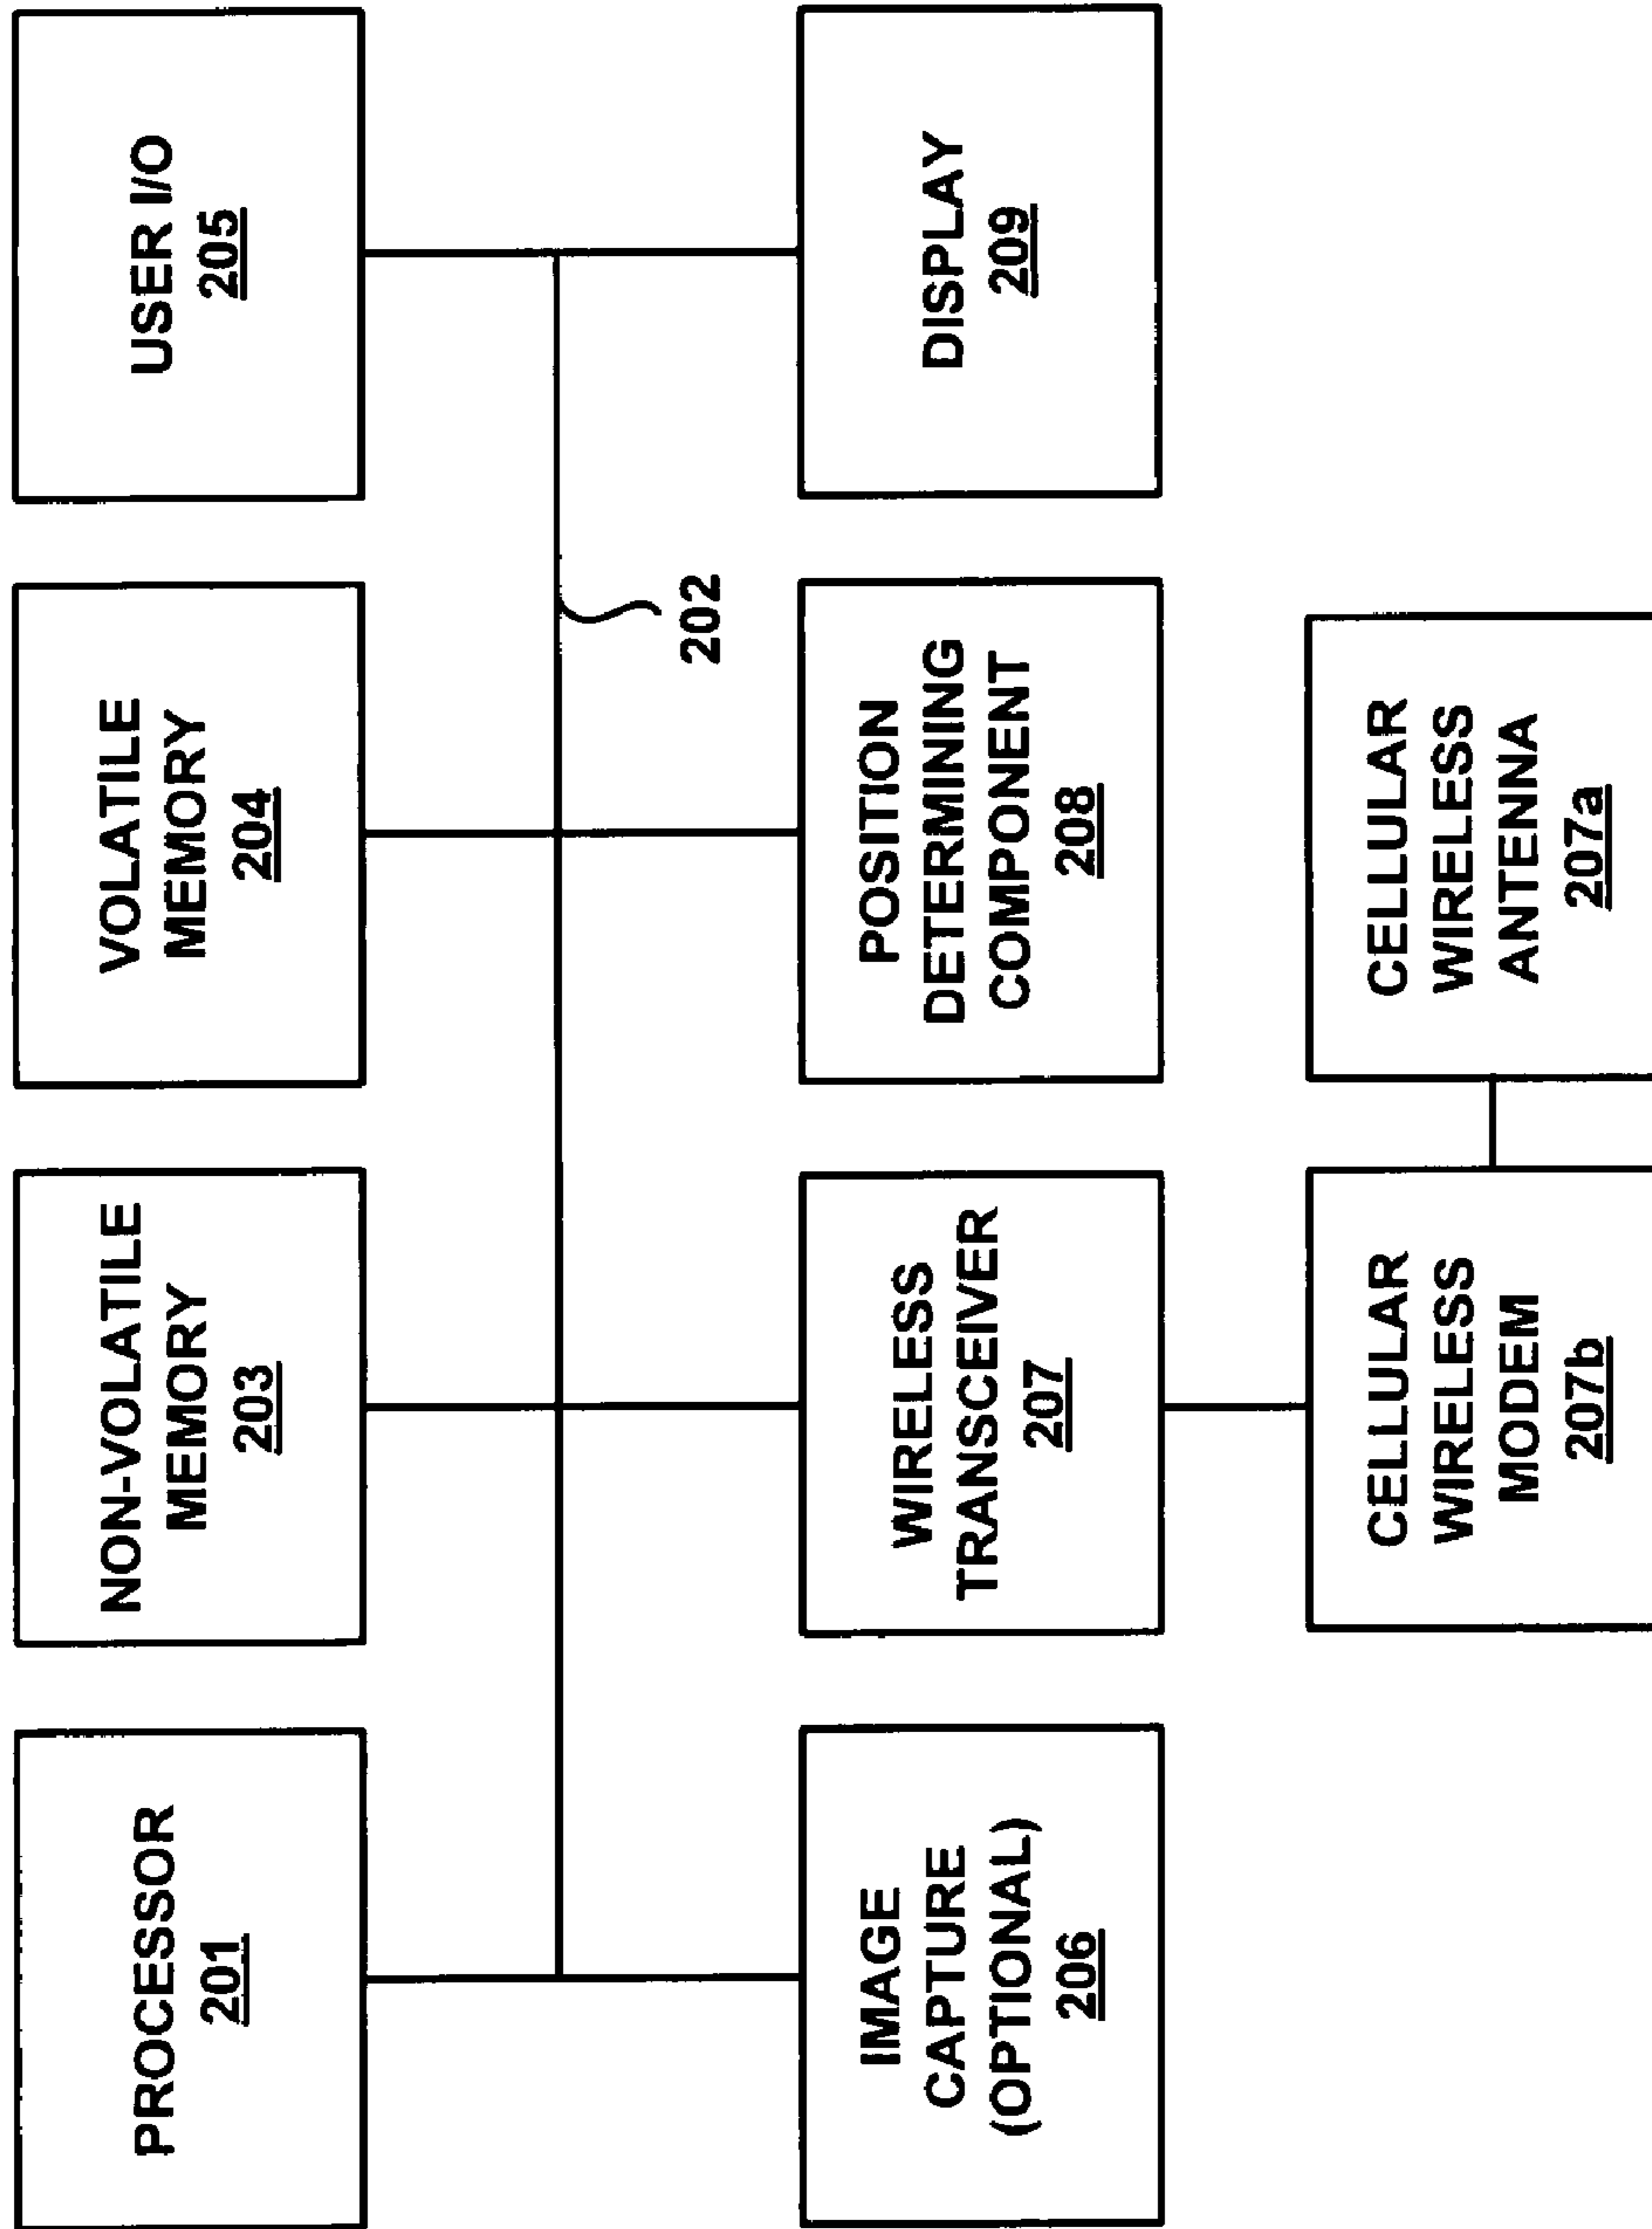 PROCESSOR
201
NON-VOLATILE
MEMORY
203
VOLATILE
MEMORY
204
USER I/O
205
202
IMAGE
CAPTURE
(OPTIONAL)
206
WIRELESS
TRANSCEIVER
207
POSITION
DETERMINING
COMPONENT
208
DISPLAY
209
CELLULAR
WIRELESS
MODEM
207b
CELLULAR
WIRELESS
ANTENNA
207a